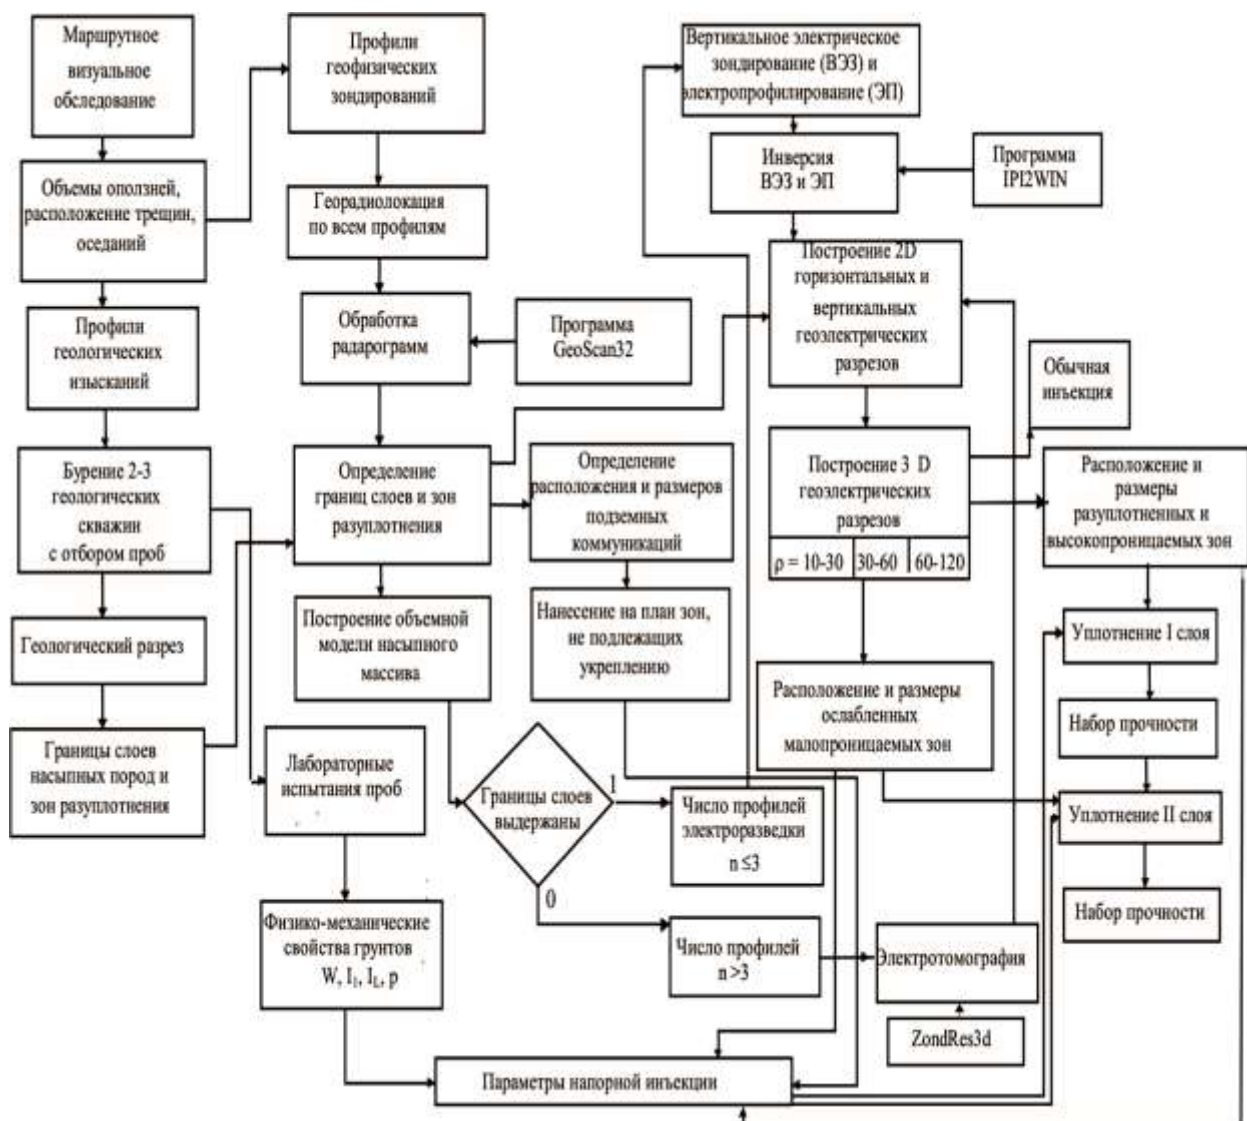 Маршрутное
визуальное
обследование
Объемы оползней,
расположение трещин,
оседаний
Профили
геологических
изысканий
Бурение 2-3
геологических
скважин
с отбором проб
Геологический разрез
Границы слоев
насыпных пород и
зон разуплотнения
Профили
геофизических
зондирований
Георадиолокация
по всем профилям
Обработка
радарограмм
Программа
GeoScan32
Определение
границ слоев и зон
разуплотнения
Определение
расположения и размеров
подземных
коммуникаций
Построение объемной
модели насыпного
массива
Нанесение на план зон,
не подлежащих
укреплению
Лабораторные
испытания проб
Границы слоев
выдержаны
1
0
Число профилей
электроразведки
n ≤3
Число профилей
n >3
Физико-механические
свойства грунтов
W, I₁, I_L, p
Параметры напорной инъекции
Вертикальное электрическое
зондирование (ВЭЗ) и
электропрофилирование (ЭП)
Инверсия
ВЭЗ и ЭП
Программа
IPI2WIN
Построение 2D
горизонтальных и
вертикальных
геоэлектрических
разрезов
Построение 3 D
геоэлектрических
разрезов
ρ = 10-30 30-60 60-120
Обычная
инъекция
Расположение и
размеры
разуплотненных и
высокопроницаемых зон
Расположение и размеры
ослабленных
малопроницаемых зон
Уплотнение I слоя
Набор прочности
Уплотнение II слоя
Набор прочности
Электротомография
ZondRes3d